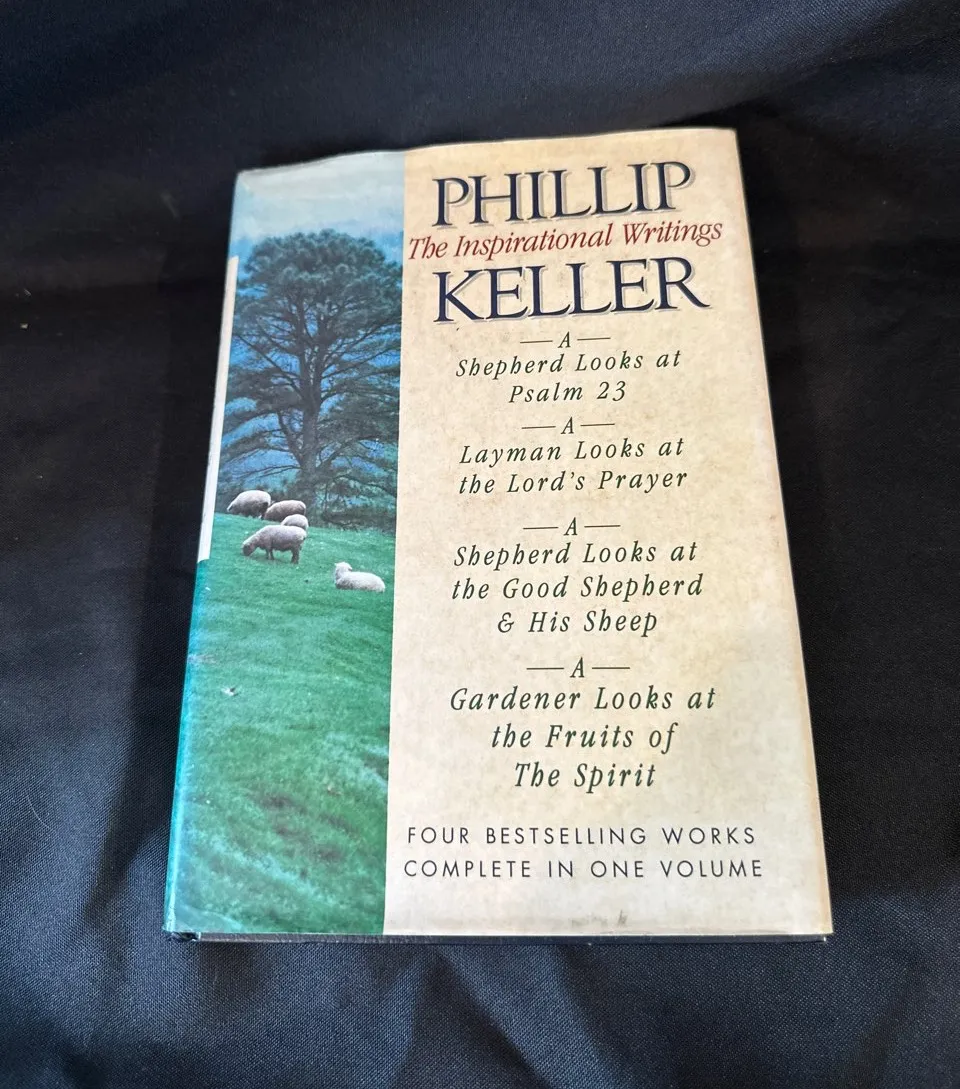 PHILLIP
The Inspirational Writings
KELLER
A
Shepherd Looks at
Psalm 23
A
Layman Looks at
the Lord's Prayer
A
Shepherd Looks at
the Good Shepherd
& His Sheep
A
Gardener Looks at
the Fruits of
The Spirit
FOUR BESTSELLING WORKS
COMPLETE IN ONE VOLUME